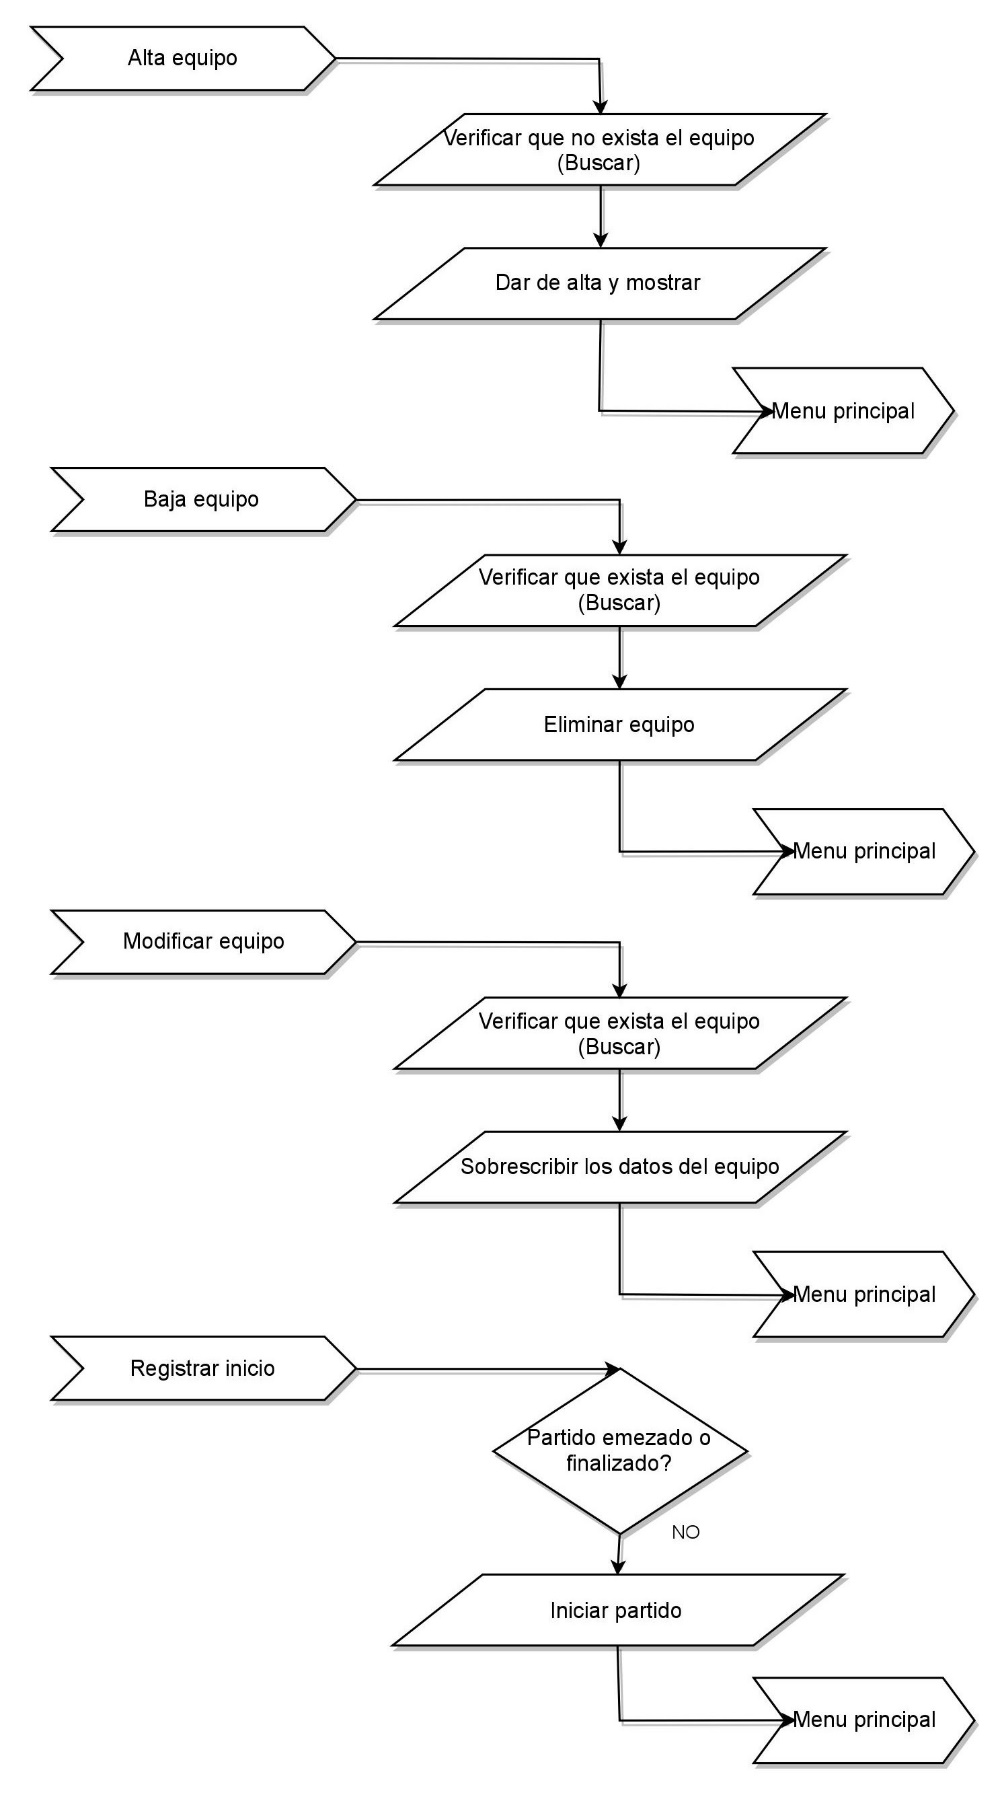 Alta equipo
Verificar que no exista el equipo
(Buscar)
Dar de alta y mostrar
Menu principal
Baja equipo
Verificar que exista el equipo
(Buscar)
Eliminar equipo
Menu principal
Modificar equipo
Verificar que exista el equipo
(Buscar)
Sobrescribir los datos del equipo
Menu principal
Registrar inicio
Partido emezado o
finalizado?
NO
Iniciar partido
Menu principal